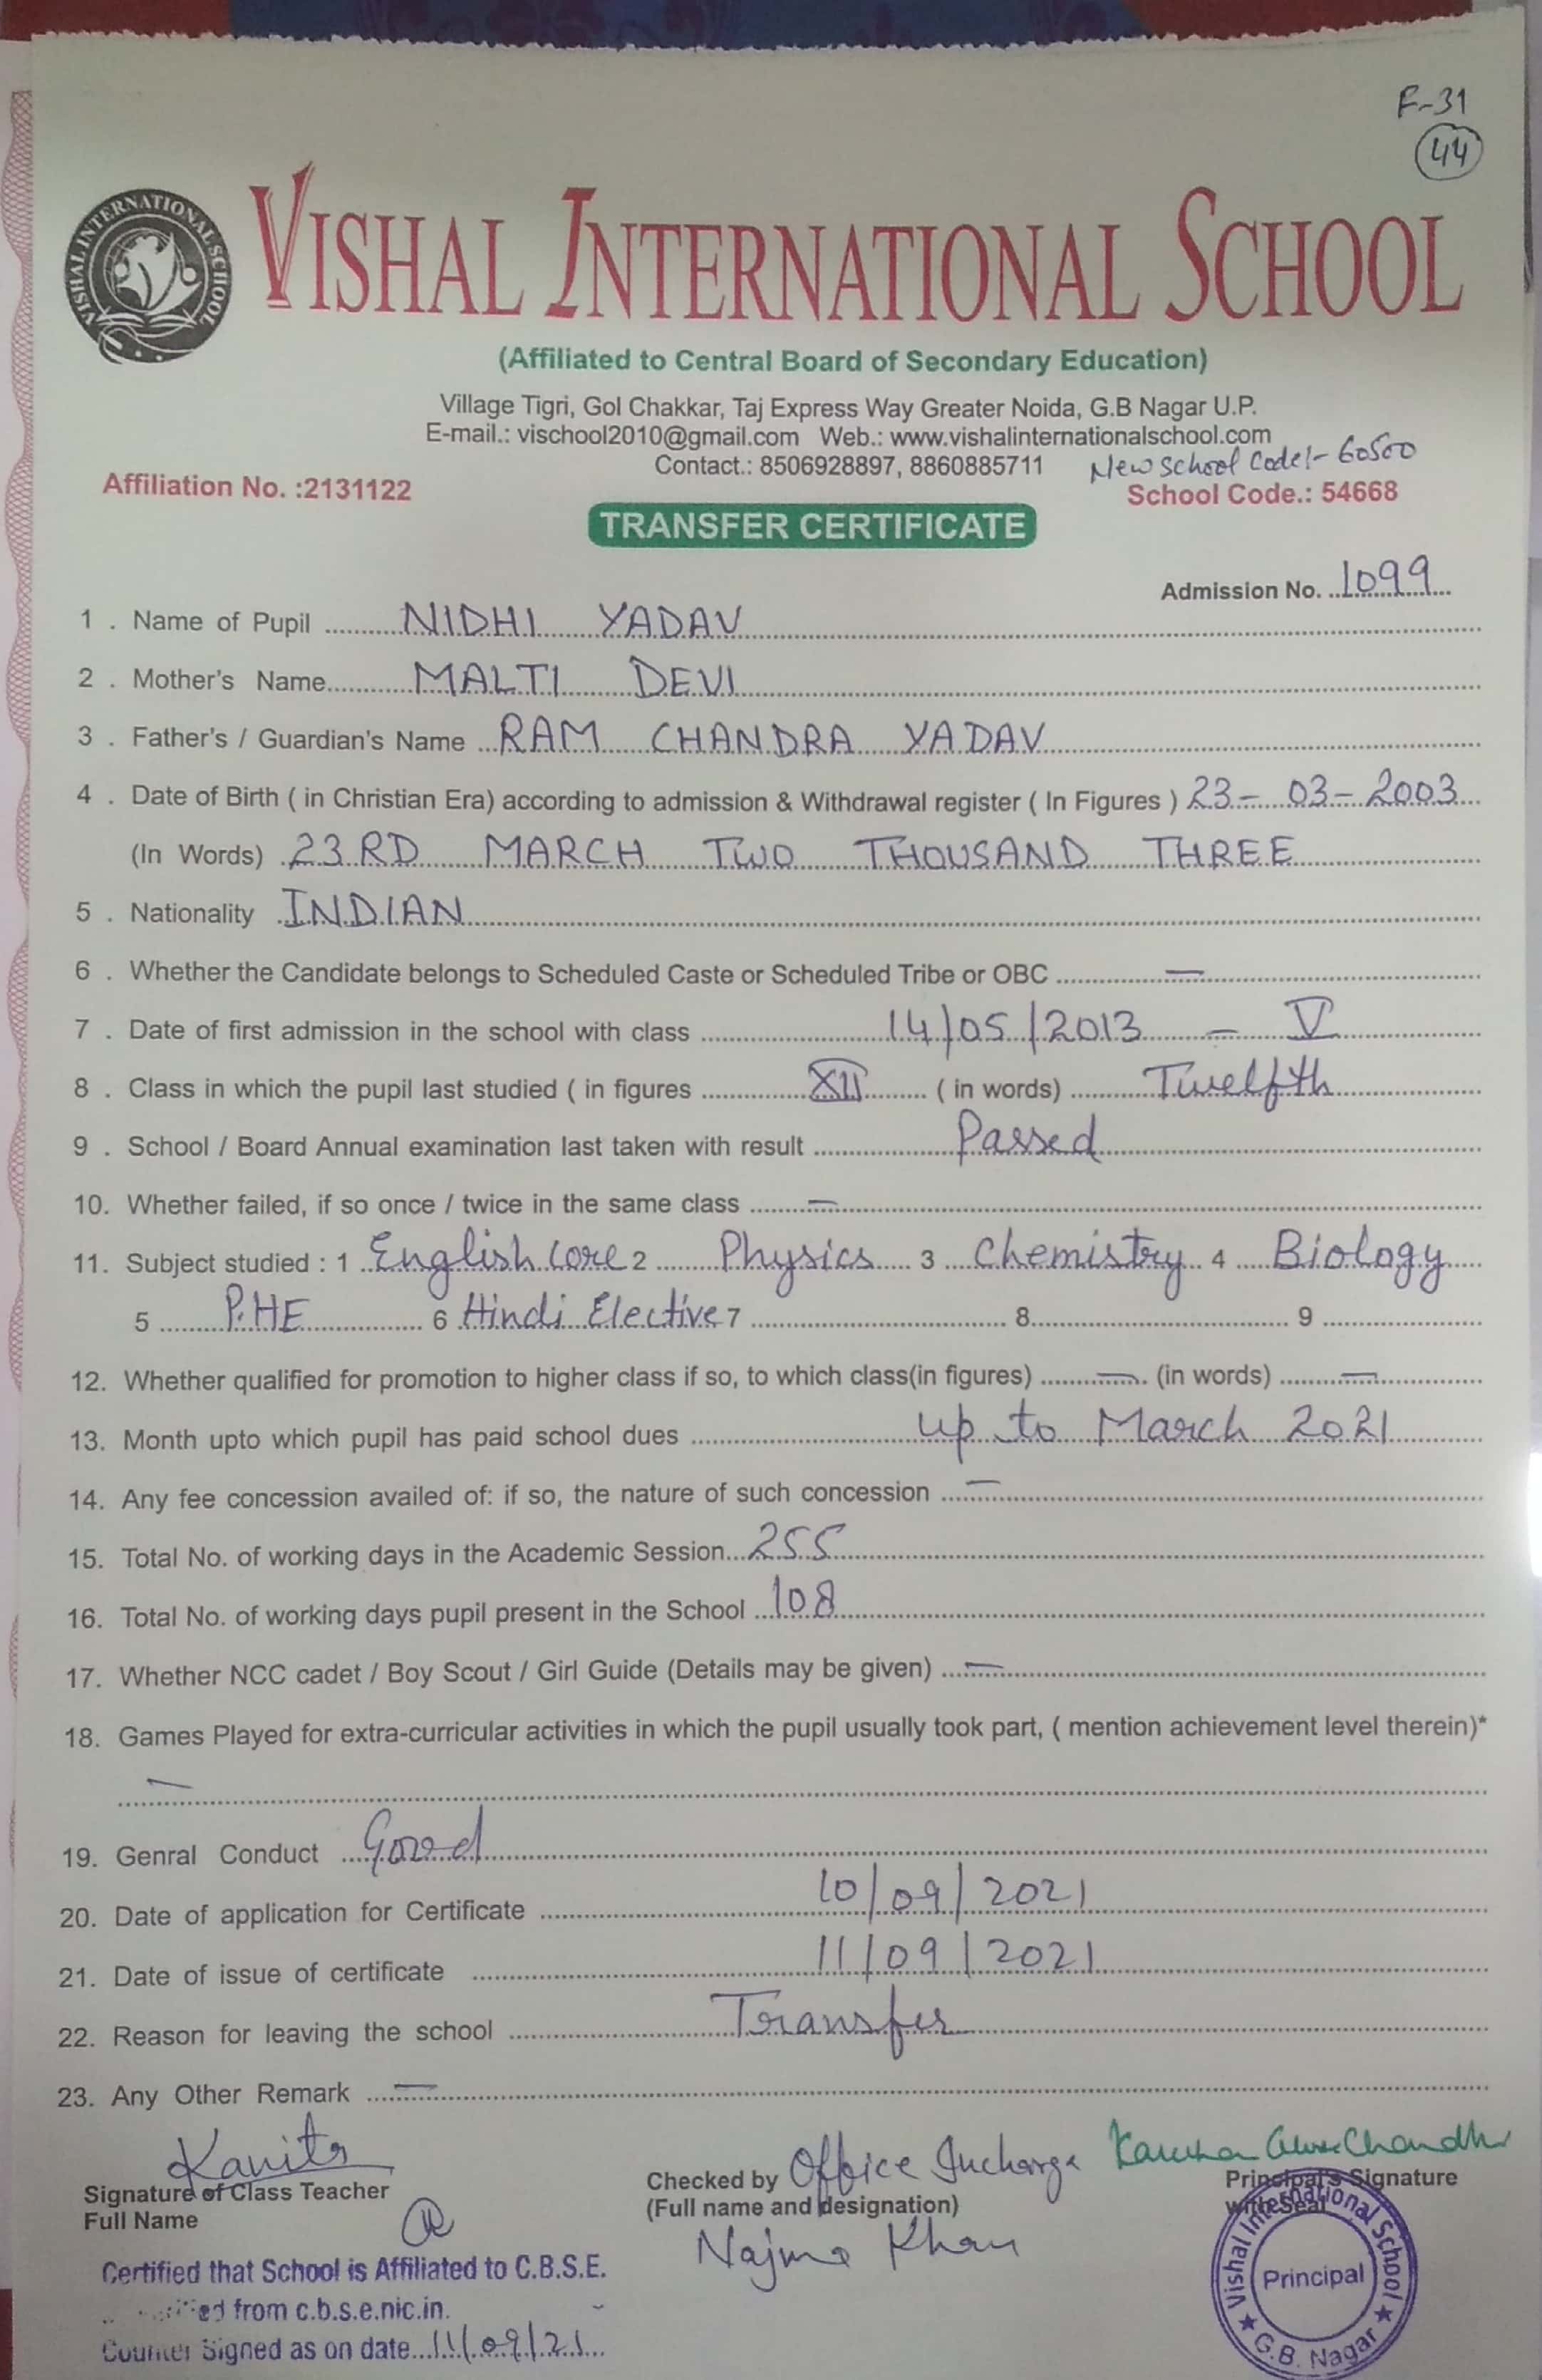 F-31
44
VISHAL INTERNATIONAL SCHOOL
VISHAL INTERNATIONAL SCHOOL
(Affiliated to Central Board of Secondary Education)
Village Tigri, Gol Chakkar, Taj Express Way Greater Noida, G.B Nagar U.P.
E-mail.: vischool2010@gmail.com Web.: www.vishalinternationalschool.com
Contact.: 8506928897, 8860885711 New School Code:- 60500
Affiliation No. :2131122 School Code.: 54668
TRANSFER CERTIFICATE
Admission No. 1099
1 . Name of Pupil NIDHI YADAV
2 . Mother's Name MALTI DEVI
3 . Father's / Guardian's Name RAM CHANDRA YADAV
4 . Date of Birth ( in Christian Era) according to admission & Withdrawal register ( In Figures ) 23 - 03 - 2003
(In Words) 23RD MARCH TWO THOUSAND THREE
5 . Nationality INDIAN
6 . Whether the Candidate belongs to Scheduled Caste or Scheduled Tribe or OBC —
7 . Date of first admission in the school with class 14/05/2013 — V
8 . Class in which the pupil last studied ( in figures XII ( in words) Twelfth
9 . School / Board Annual examination last taken with result Passed
10. Whether failed, if so once / twice in the same class —
11. Subject studied : 1 English Core 2 Physics 3 Chemistry 4 Biology
5 P.HE 6 Hindi Elective 7 8 9
12. Whether qualified for promotion to higher class if so, to which class(in figures) — (in words) —
13. Month upto which pupil has paid school dues up to March 2021
14. Any fee concession availed of: if so, the nature of such concession —
15. Total No. of working days in the Academic Session 255
16. Total No. of working days pupil present in the School 108
17. Whether NCC cadet / Boy Scout / Girl Guide (Details may be given) —
18. Games Played for extra-curricular activities in which the pupil usually took part, ( mention achievement level therein)*
—
19. Genral Conduct Good
20. Date of application for Certificate 10/09/2021
21. Date of issue of certificate 11/09/2021
22. Reason for leaving the school Transfer
23. Any Other Remark —
Kavita
Signature of Class Teacher
Full Name
Checked by Office Incharge
(Full name and designation)
Najma Khan
Principal's Signature
with Seal
Vishal International School
Principal
G.B. Nagar
Certified that School is Affiliated to C.B.S.E.
from c.b.s.e.nic.in.
Counter Signed as on date 11/09/21